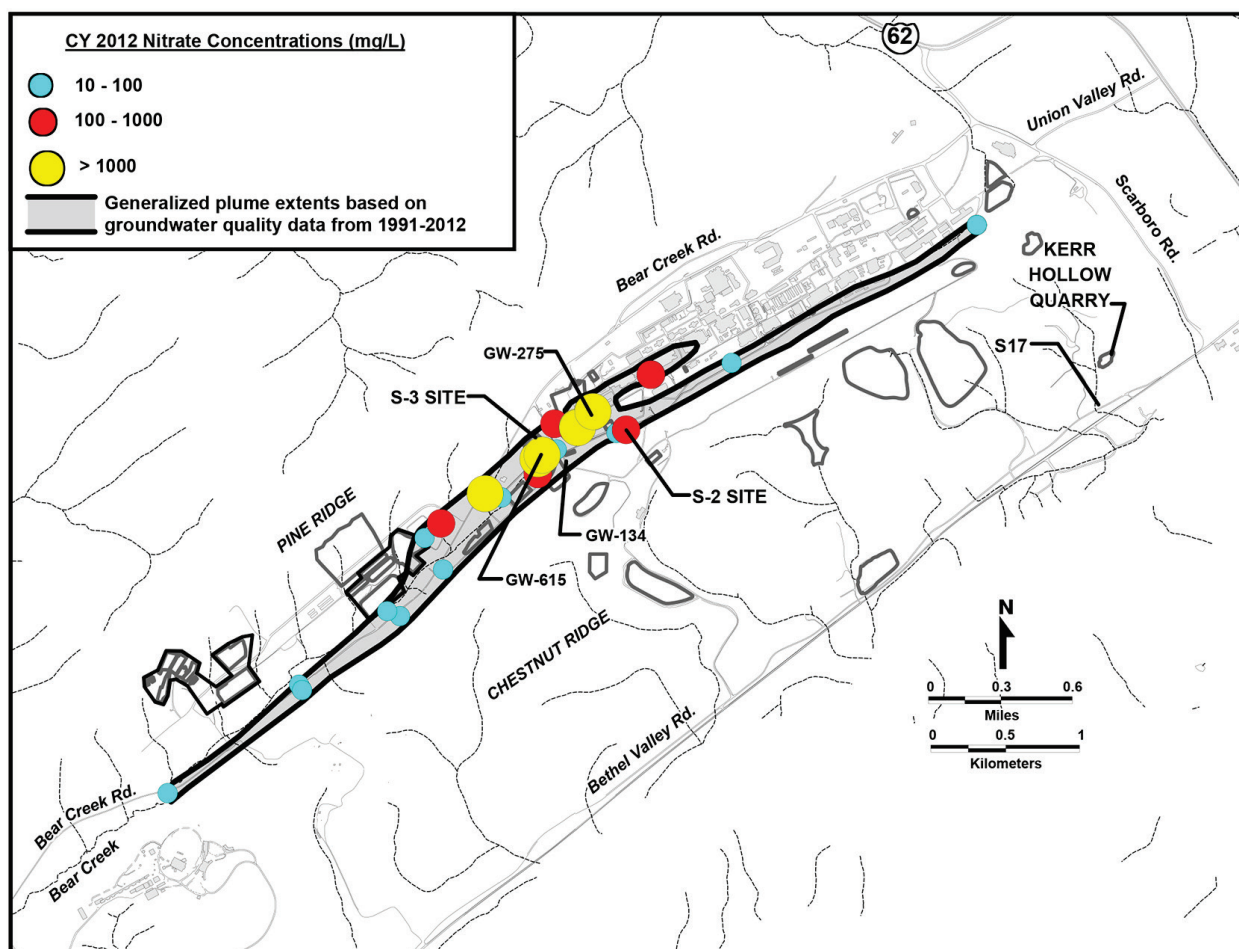 CY 2012 Nitrate Concentrations (mg/L)
10 - 100
100 - 1000
> 1000
Generalized plume extents based on
groundwater quality data from 1991-2012
62
Union Valley Rd.
Bear Creek Rd.
Scarboro Rd.
KERR
HOLLOW
QUARRY
S17
GW-275
S-3 SITE
S-2 SITE
GW-134
GW-615
PINE RIDGE
CHESTNUT RIDGE
Bethel Valley Rd.
N
0 0.3 0.6
Miles
0 0.5 1
Kilometers
Bear Creek Rd.
Bear Creek